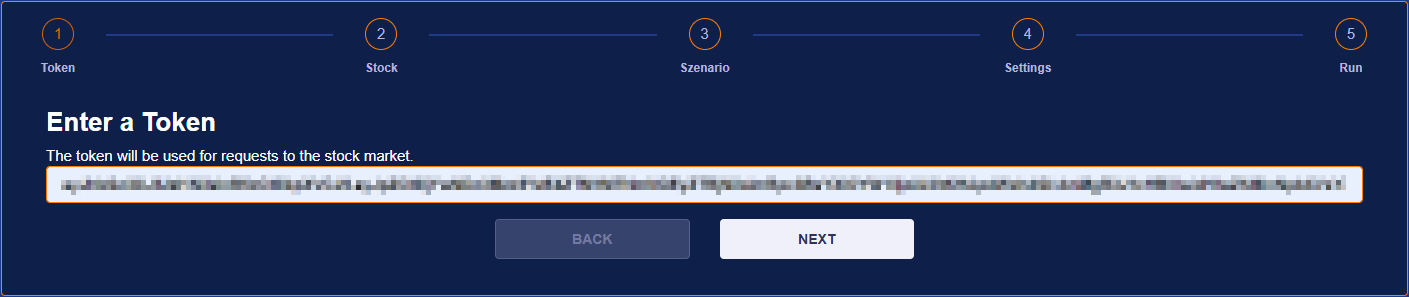 1 2 3 4 5
Token Stock Szenario Settings Run
Enter a Token
The token will be used for requests to the stock market.
BACK NEXT